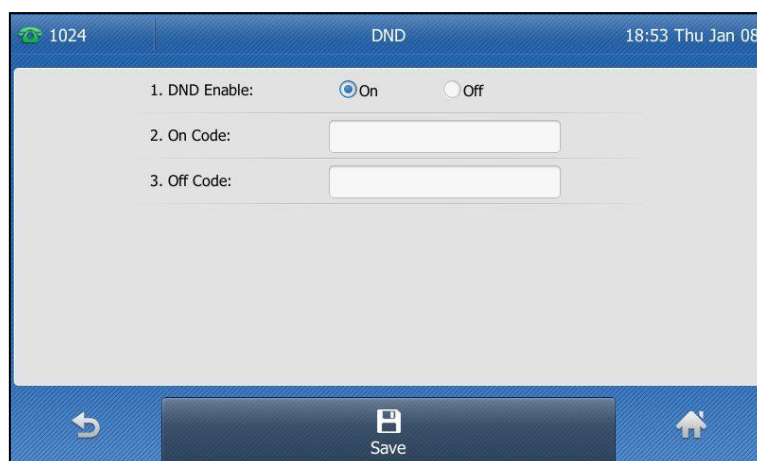 1024 DND 18:53 Thu Jan 08
1. DND Enable: On Off
2. On Code:
3. Off Code:
Save